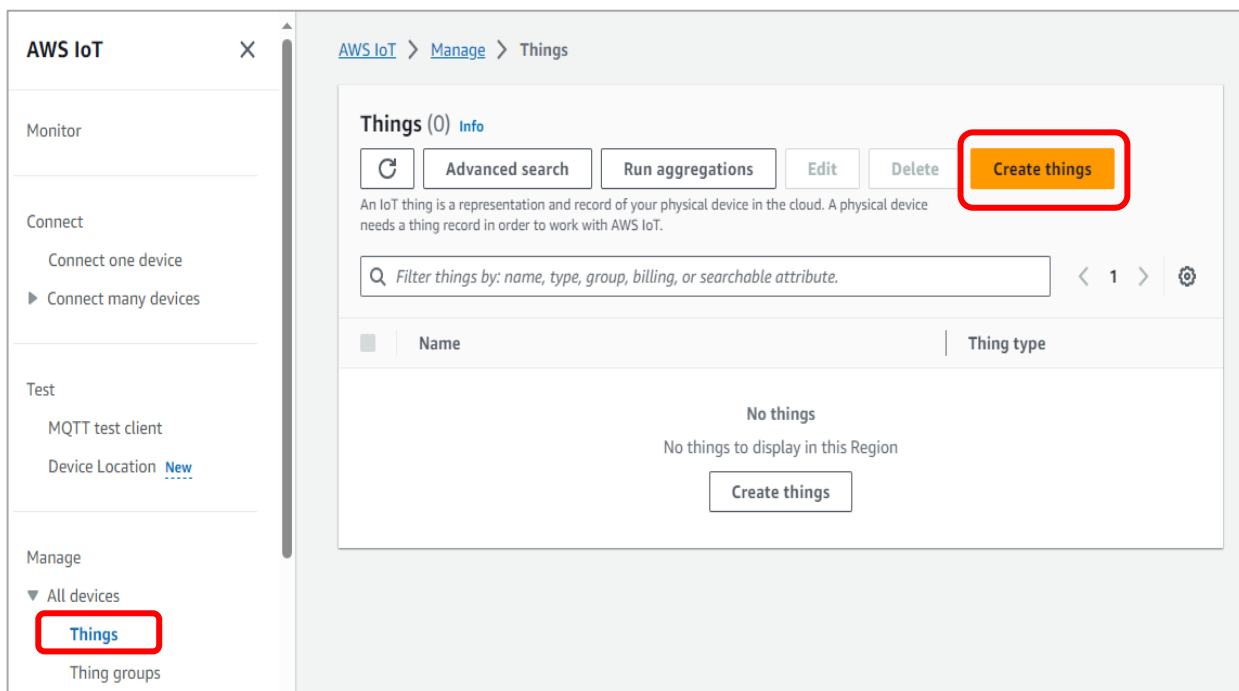 AWS IoT
Monitor
Connect
Connect one device
Connect many devices
Test
MQTT test client
Device Location New
Manage
All devices
Things
Thing groups
AWS IoT > Manage > Things
Things (0) Info
Advanced search Run aggregations Edit Delete Create things
An IoT thing is a representation and record of your physical device in the cloud. A physical device
needs a thing record in order to work with AWS IoT.
Filter things by: name, type, group, billing, or searchable attribute.
1
Name Thing type
No things
No things to display in this Region
Create things